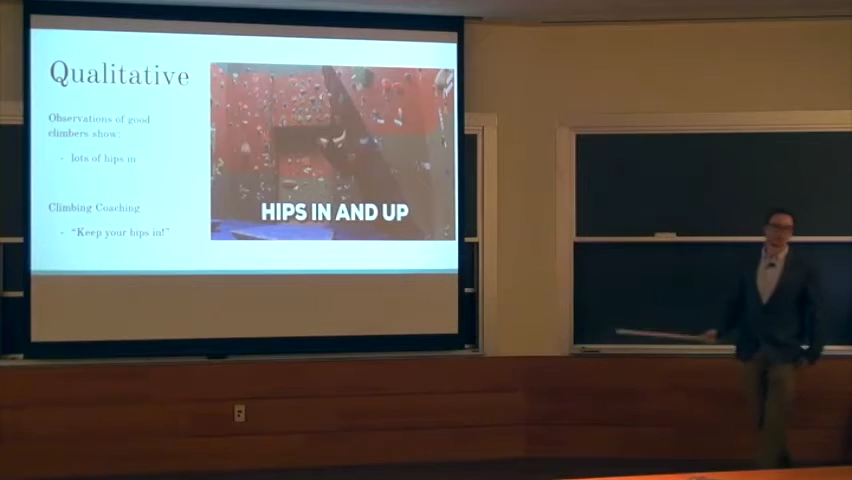 Qualitative
Observations of good
climbers show:
- lots of hips in
Climbing Coaching
- "Keep your hips in!"
HIPS IN AND UP